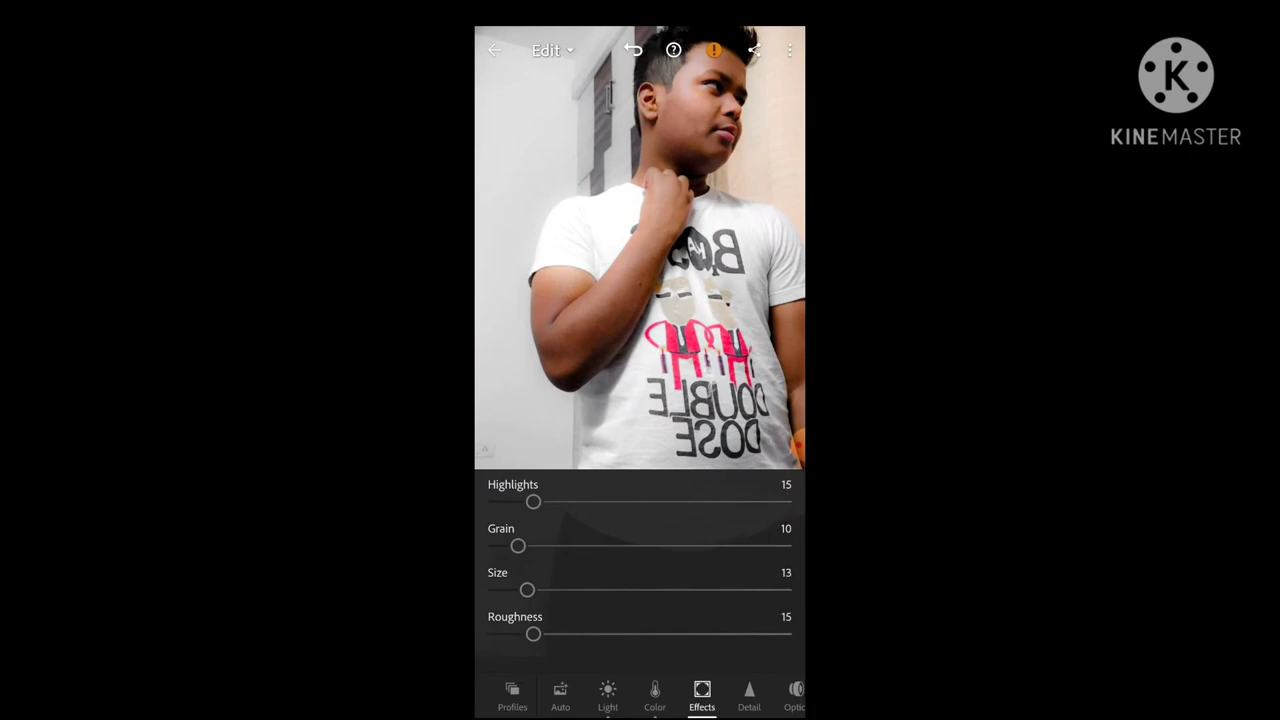 Edit
K
KINEMASTER
BOSS
DOUBLE
DOSE
Highlights 15
Grain 10
Size 13
Roughness 15
Profiles Auto Light Color Effects Detail Optic